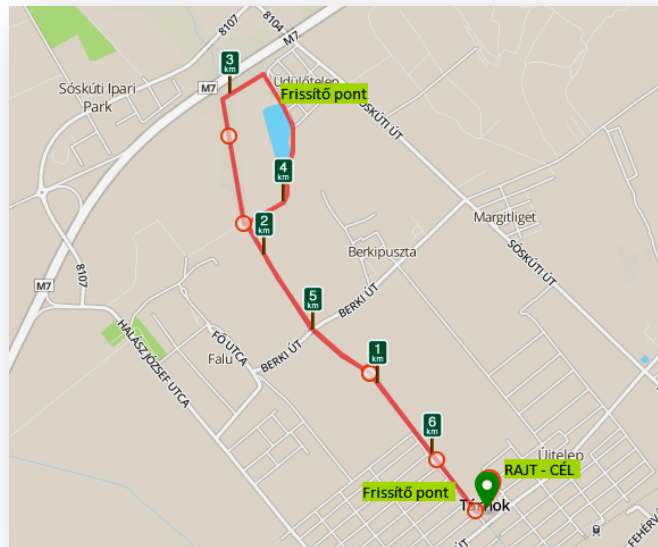 8107
8104
M7
3
km
M7
Sóskúti Ipari
Park
Üdülőtelep
Frissítő pont
SÓSKÚTI ÚT
4
km
2
km
Margitliget
Berkipuszta
SÓSKÚTI ÚT
8107
M7
5
km
BERKI ÚT
HALÁSZ JÓZSEF UTCA
FŐ UTCA
Falu
BERKI ÚT
1
km
6
km
Újtelep
RAJT - CÉL
Frissítő pont
Tárnok
ÚT
FEHÉRV